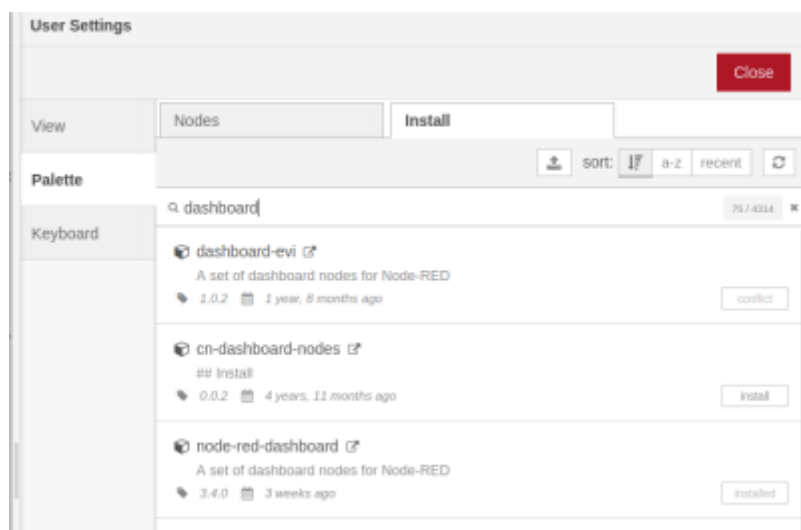 User Settings
Close
View
Nodes
Install
Palette
sort:
a-z
recent
dashboard
75 / 4314
Keyboard
dashboard-evi
A set of dashboard nodes for Node-RED
1.0.2
1 year, 8 months ago
conflict
cn-dashboard-nodes
## Install
0.0.2
4 years, 11 months ago
install
node-red-dashboard
A set of dashboard nodes for Node-RED
3.4.0
3 weeks ago
installed